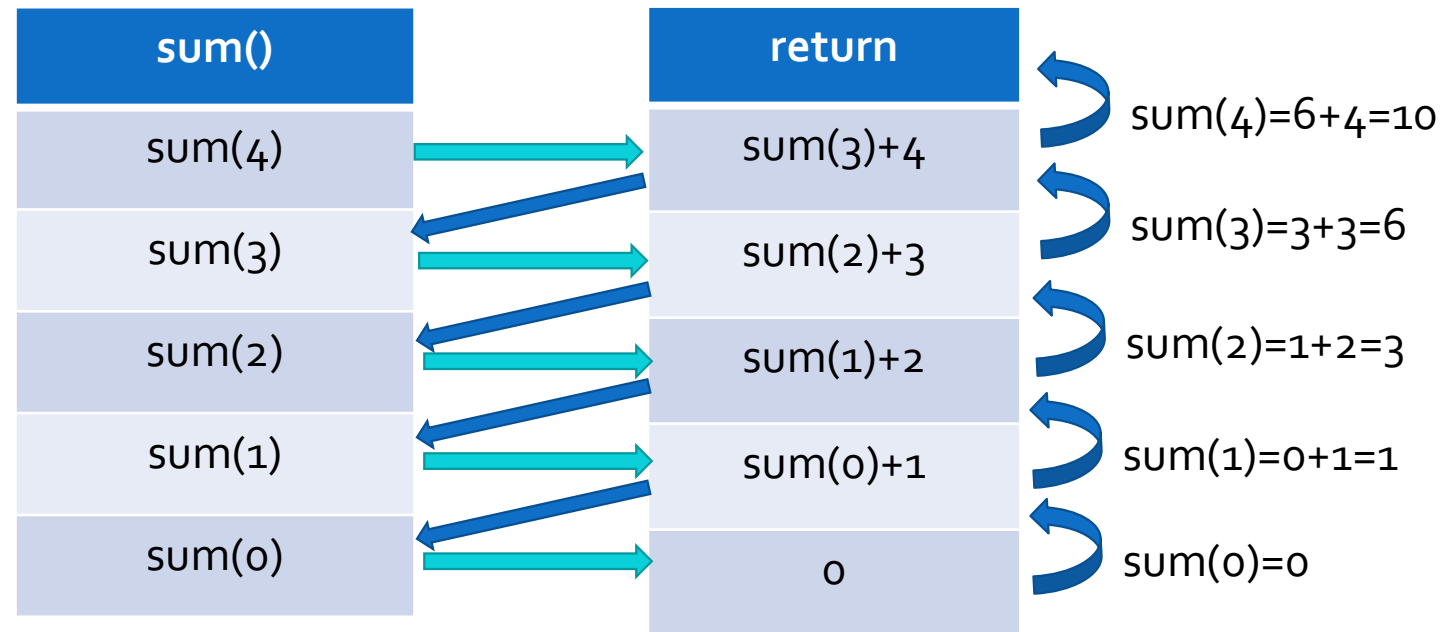 sum()
return
sum(4)
sum(3)+4
sum(4)=6+4=10
sum(3)
sum(2)+3
sum(3)=3+3=6
sum(2)
sum(1)+2
sum(2)=1+2=3
sum(1)
sum(0)+1
sum(1)=0+1=1
sum(0)
0
sum(0)=0